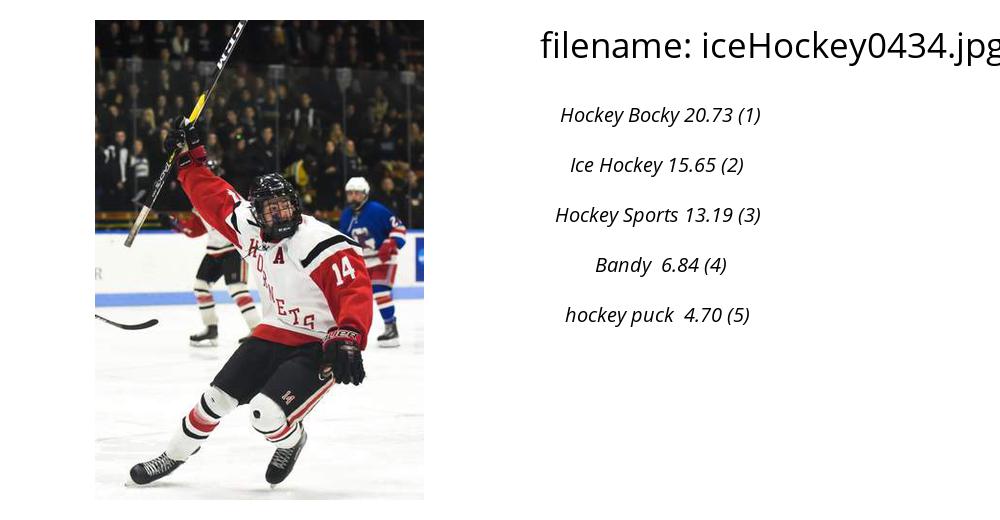 filename: iceHockey0434.jpg
Hockey Bocky 20.73 (1)
Ice Hockey 15.65 (2)
Hockey Sports 13.19 (3)
Bandy 6.84 (4)
hockey puck 4.70 (5)
CCM
HORNETS
A
14
14